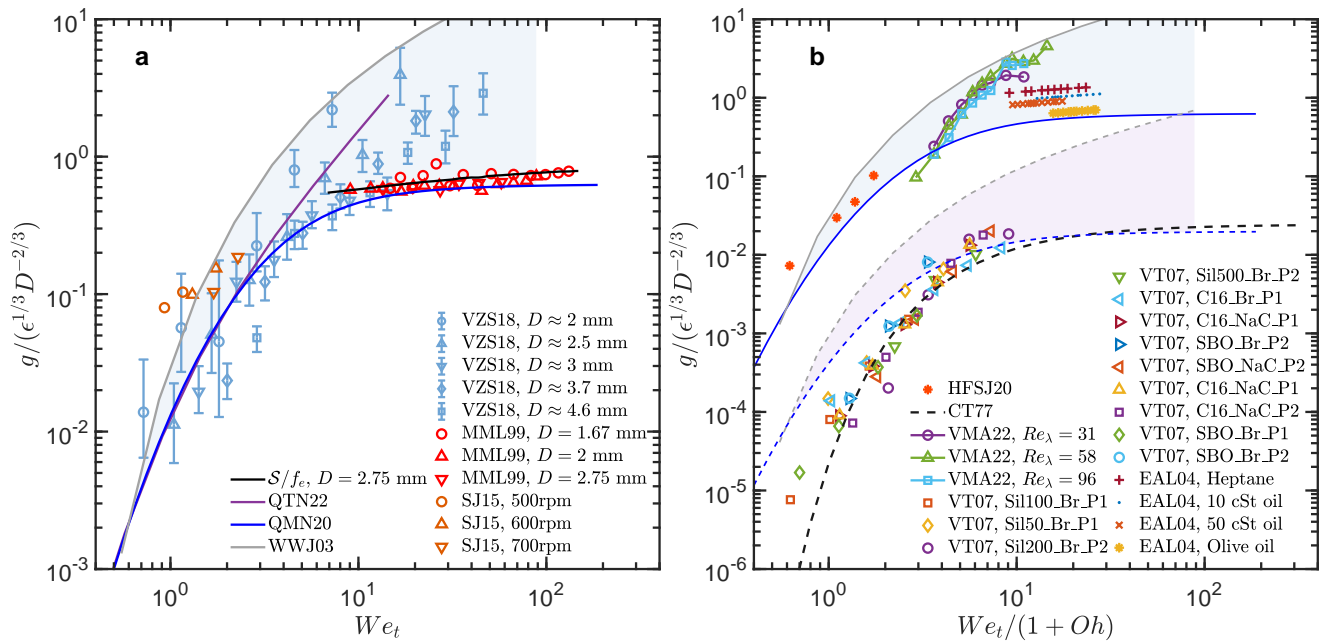 a
10^1
10^0
10^-1
10^-2
10^-3
g/(ϵ^{1/3}D^{-2/3})
10^0
10^1
10^2
We_t
VZS18, D ≈ 2 mm
VZS18, D ≈ 2.5 mm
VZS18, D ≈ 3 mm
VZS18, D ≈ 3.7 mm
VZS18, D ≈ 4.6 mm
MML99, D = 1.67 mm
MML99, D = 2 mm
MML99, D = 2.75 mm
SJ15, 500rpm
SJ15, 600rpm
SJ15, 700rpm
S/f_e, D = 2.75 mm
QTN22
QMN20
WWJ03
b
10^1
10^0
10^-1
10^-2
10^-3
10^-4
10^-5
10^-6
g/(ϵ^{1/3}D^{-2/3})
10^0
10^1
10^2
We_t/(1 + Oh)
HFSJ20
CT77
VMA22, Re_λ = 31
VMA22, Re_λ = 58
VMA22, Re_λ = 96
VT07, Sil100_Br_P1
VT07, Sil50_Br_P1
VT07, Sil200_Br_P2
VT07, Sil500_Br_P2
VT07, C16_Br_P1
VT07, C16_NaC_P1
VT07, SBO_Br_P2
VT07, SBO_NaC_P2
VT07, C16_NaC_P1
VT07, C16_NaC_P2
VT07, SBO_Br_P1
VT07, SBO_Br_P2
EAL04, Heptane
EAL04, 10 cSt oil
EAL04, 50 cSt oil
EAL04, Olive oil